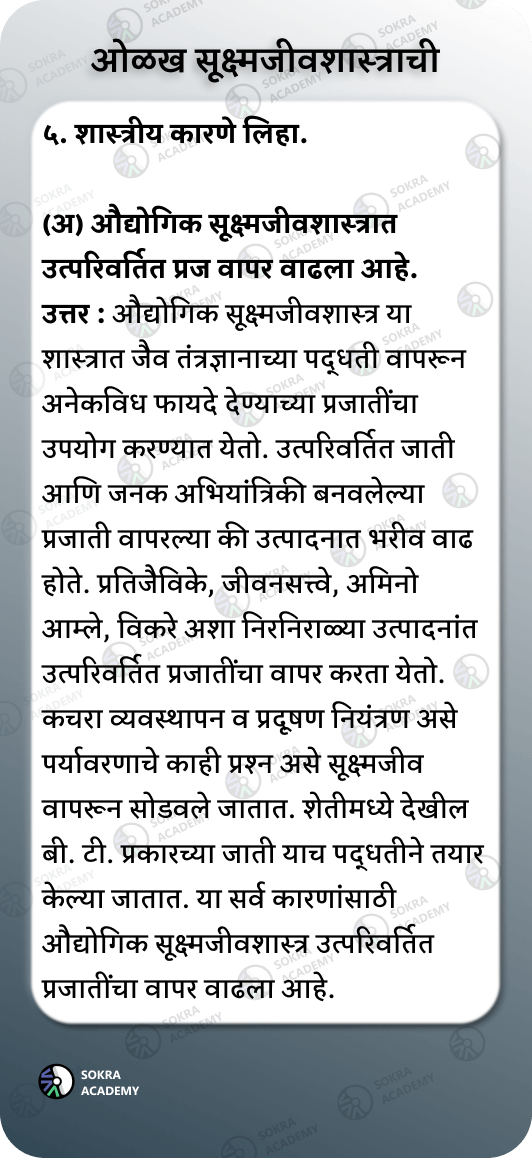 ओळख सूक्ष्मजीवशास्त्राची
५. शास्त्रीय कारणे लिहा.
(अ) औद्योगिक सूक्ष्मजीवशास्त्रात
उत्परिवर्तित प्रज वापर वाढला आहे.
उत्तर : औद्योगिक सूक्ष्मजीवशास्त्र या
शास्त्रात जैव तंत्रज्ञानाच्या पद्धती वापरून
अनेकविध फायदे देण्याच्या प्रजातींचा
उपयोग करण्यात येतो. उत्परिवर्तित जाती
आणि जनक अभियांत्रिकी बनवलेल्या
प्रजाती वापरल्या की उत्पादनात भरीव वाढ
होते. प्रतिजैविके, जीवनसत्त्वे, अमिनो
आम्ले, विकरे अशा निरनिराळ्या उत्पादनांत
उत्परिवर्तित प्रजातींचा वापर करता येतो.
कचरा व्यवस्थापन व प्रदूषण नियंत्रण असे
पर्यावरणाचे काही प्रश्न असे सूक्ष्मजीव
वापरून सोडवले जातात. शेतीमध्ये देखील
बी. टी. प्रकारच्या जाती याच पद्धतीने तयार
केल्या जातात. या सर्व कारणांसाठी
औद्योगिक सूक्ष्मजीवशास्त्र उत्परिवर्तित
प्रजातींचा वापर वाढला आहे.
SOKRA
ACADEMY